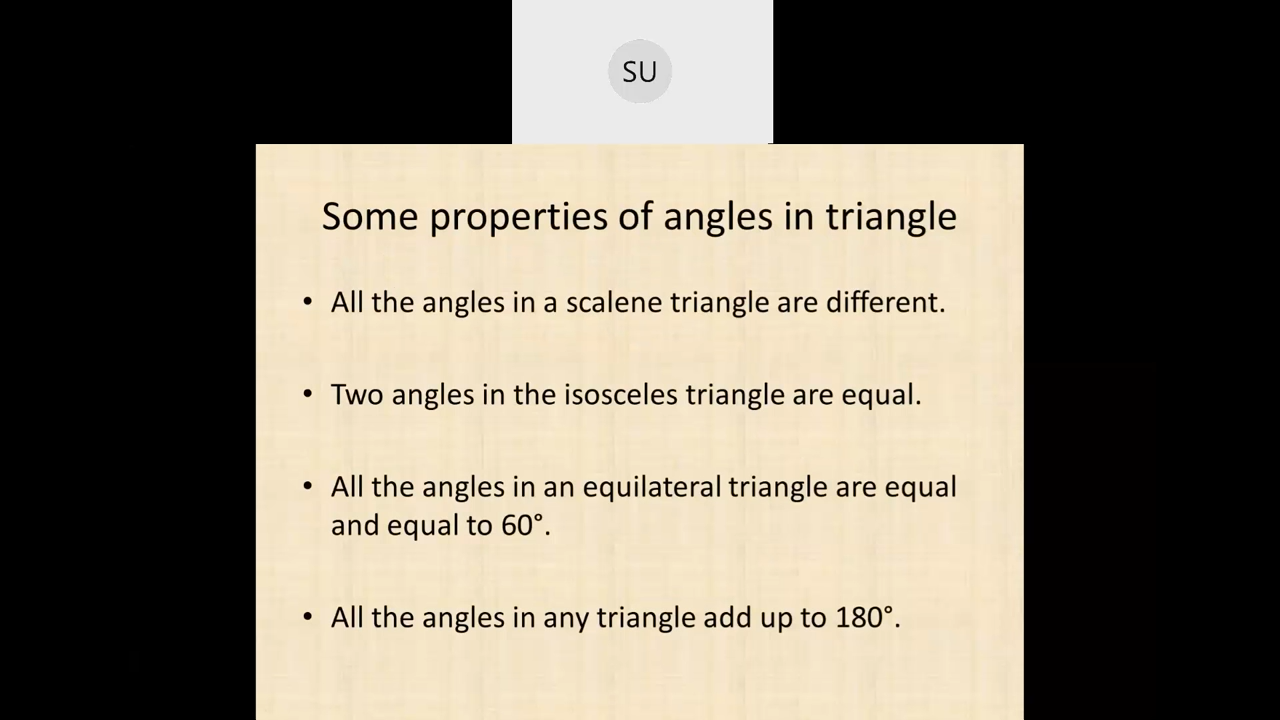 SU
Some properties of angles in triangle
• All the angles in a scalene triangle are different.
• Two angles in the isosceles triangle are equal.
• All the angles in an equilateral triangle are equal
and equal to 60°.
• All the angles in any triangle add up to 180°.